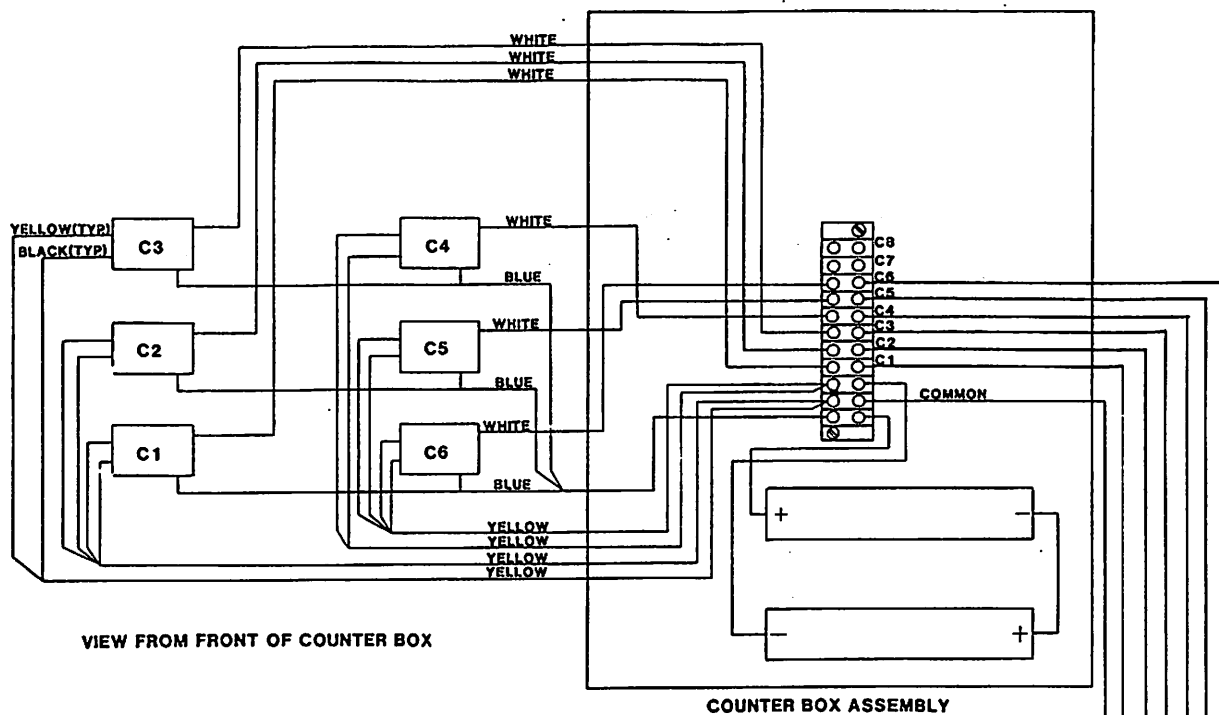 WHITE
WHITE
WHITE
YELLOW(TYP.)
BLACK(TYP.)
C3
C4
WHITE
BLUE
C2
C5
WHITE
BLUE
C1
C6
WHITE
BLUE
YELLOW
YELLOW
YELLOW
YELLOW
C8
C7
C6
C5
C4
C3
C2
C1
COMMON
+ −
− +
VIEW FROM FRONT OF COUNTER BOX
COUNTER BOX ASSEMBLY